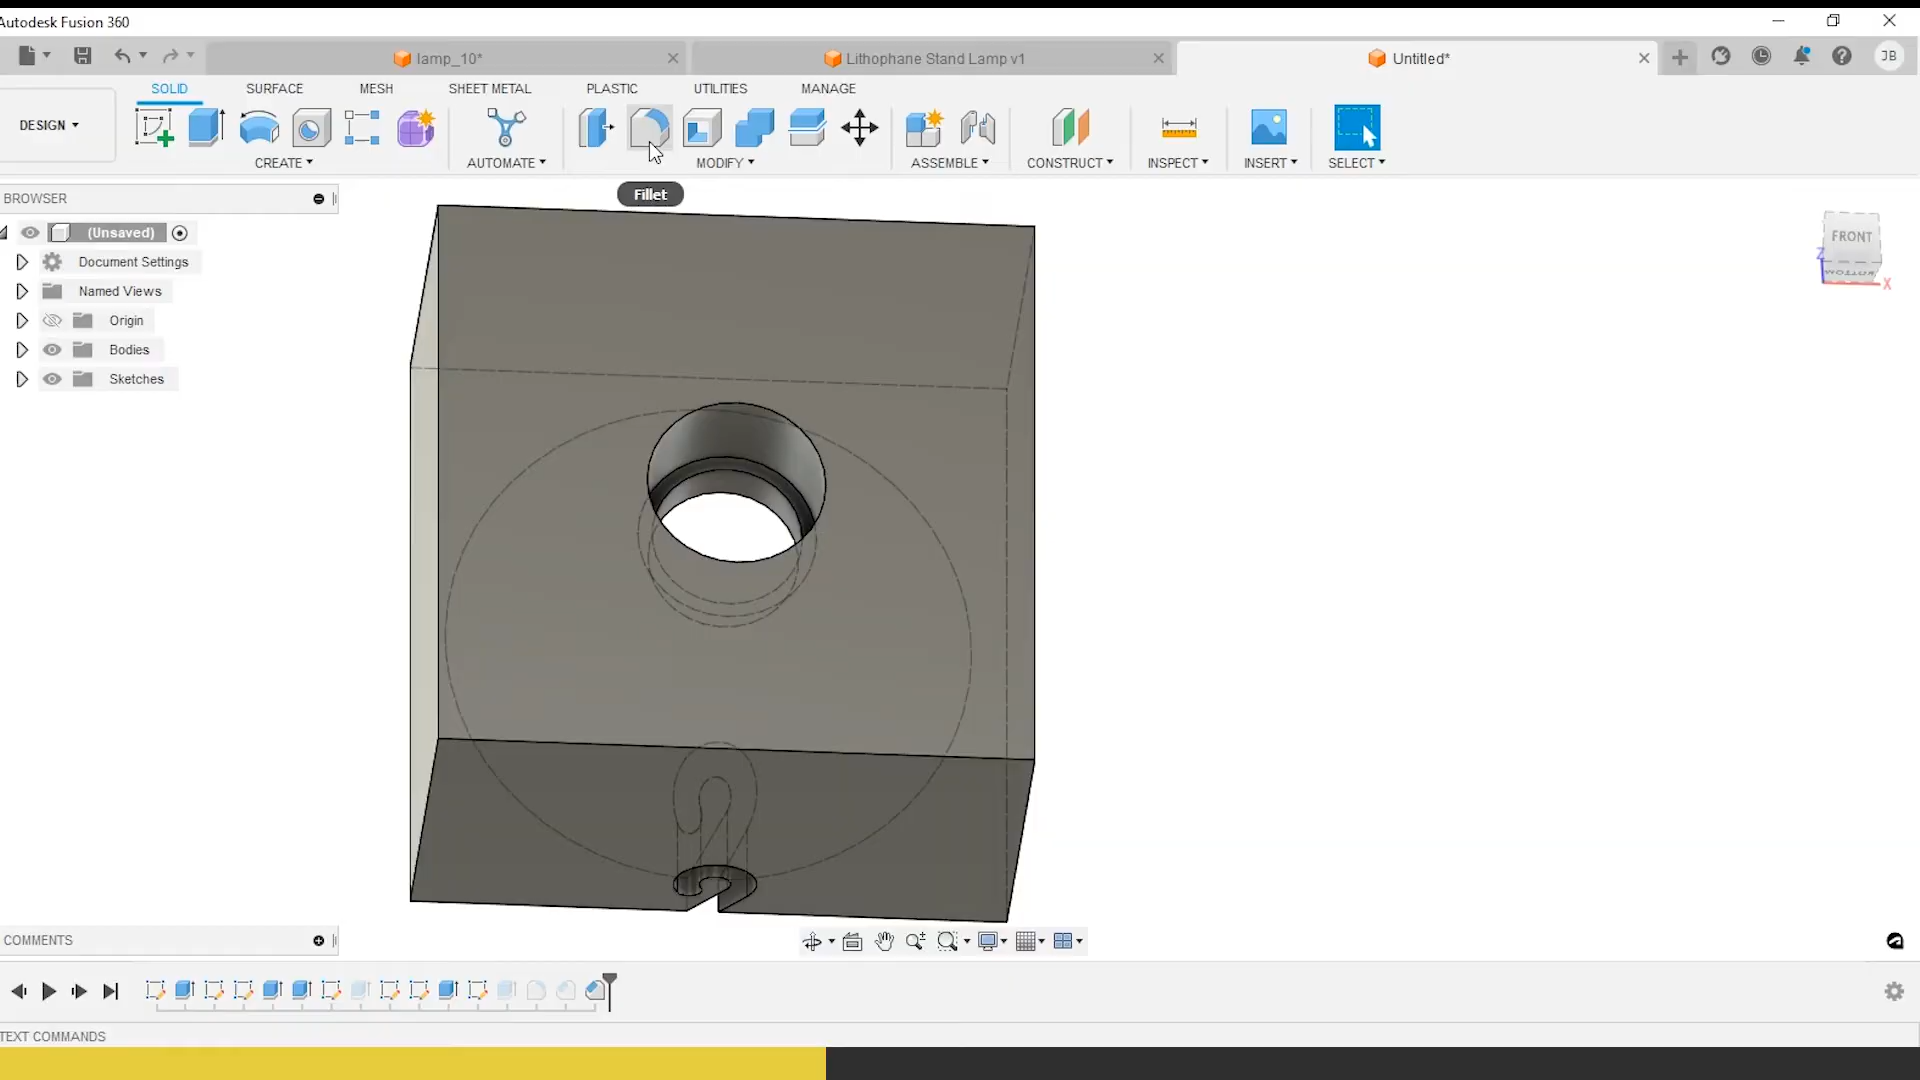 Autodesk Fusion 360
lamp_10*
Lithophane Stand Lamp v1
Untitled*
JB
SOLID
SURFACE
MESH
SHEET METAL
PLASTIC
UTILITIES
MANAGE
DESIGN
CREATE
AUTOMATE
MODIFY
ASSEMBLE
CONSTRUCT
INSPECT
INSERT
SELECT
Fillet
BROWSER
(Unsaved)
Document Settings
Named Views
Origin
Bodies
Sketches
FRONT
BOTTOM
Z
X
COMMENTS
TEXT COMMANDS